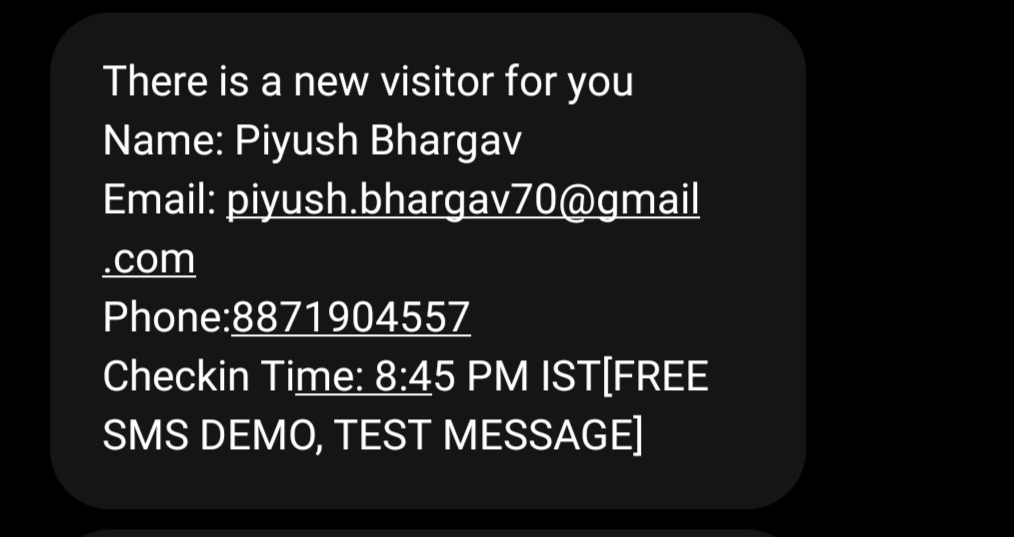 There is a new visitor for you
Name: Piyush Bhargav
Email: piyush.bhargav70@gmail
.com
Phone:8871904557
Checkin Time: 8:45 PM IST[FREE
SMS DEMO, TEST MESSAGE]